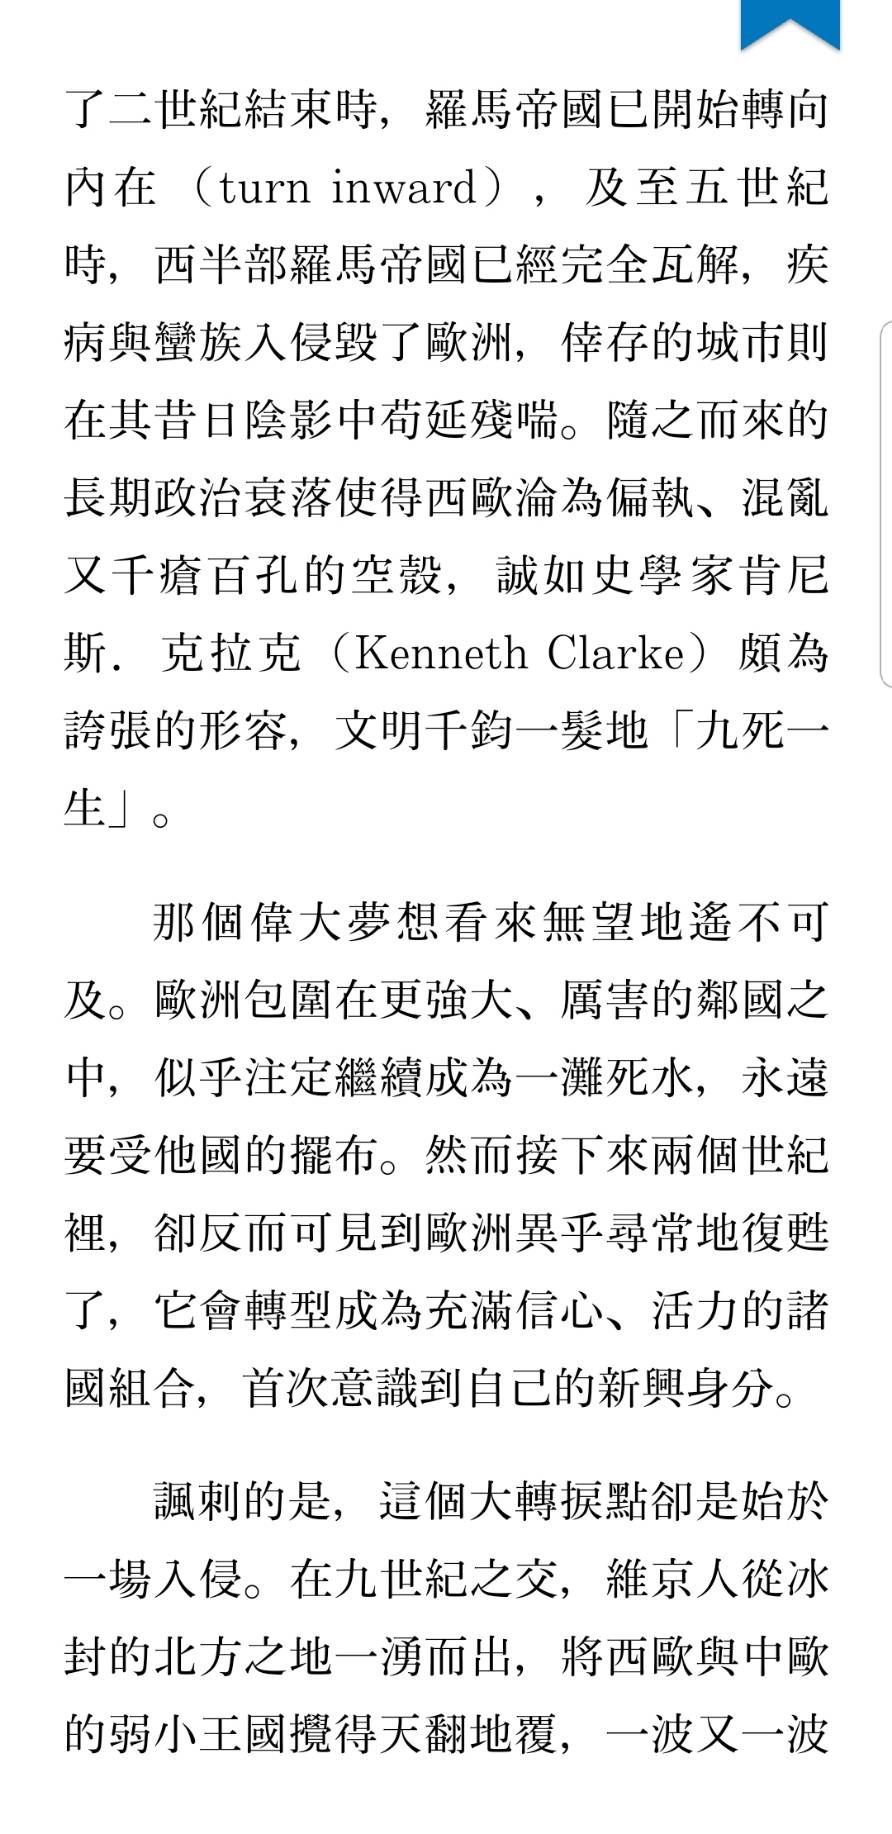 了二世紀結束時，羅馬帝國已開始轉向
內在（turn inward），及至五世紀
時，西半部羅馬帝國已經完全瓦解，疾
病與蠻族入侵毀了歐洲，倖存的城市則
在其昔日陰影中苟延殘喘。隨之而來的
長期政治衰落使得西歐淪為偏執、混亂
又千瘡百孔的空殼，誠如史學家肯尼
斯．克拉克（Kenneth Clarke）頗為
誇張的形容，文明千鈞一髮地「九死一
生」。
那個偉大夢想看來無望地遙不可
及。歐洲包圍在更強大、厲害的鄰國之
中，似乎注定繼續成為一灘死水，永遠
要受他國的擺布。然而接下來兩個世紀
裡，卻反而可見到歐洲異乎尋常地復甦
了，它會轉型成為充滿信心、活力的諸
國組合，首次意識到自己的新興身分。
諷刺的是，這個大轉捩點卻是始於
一場入侵。在九世紀之交，維京人從冰
封的北方之地一湧而出，將西歐與中歐
的弱小王國攪得天翻地覆，一波又一波